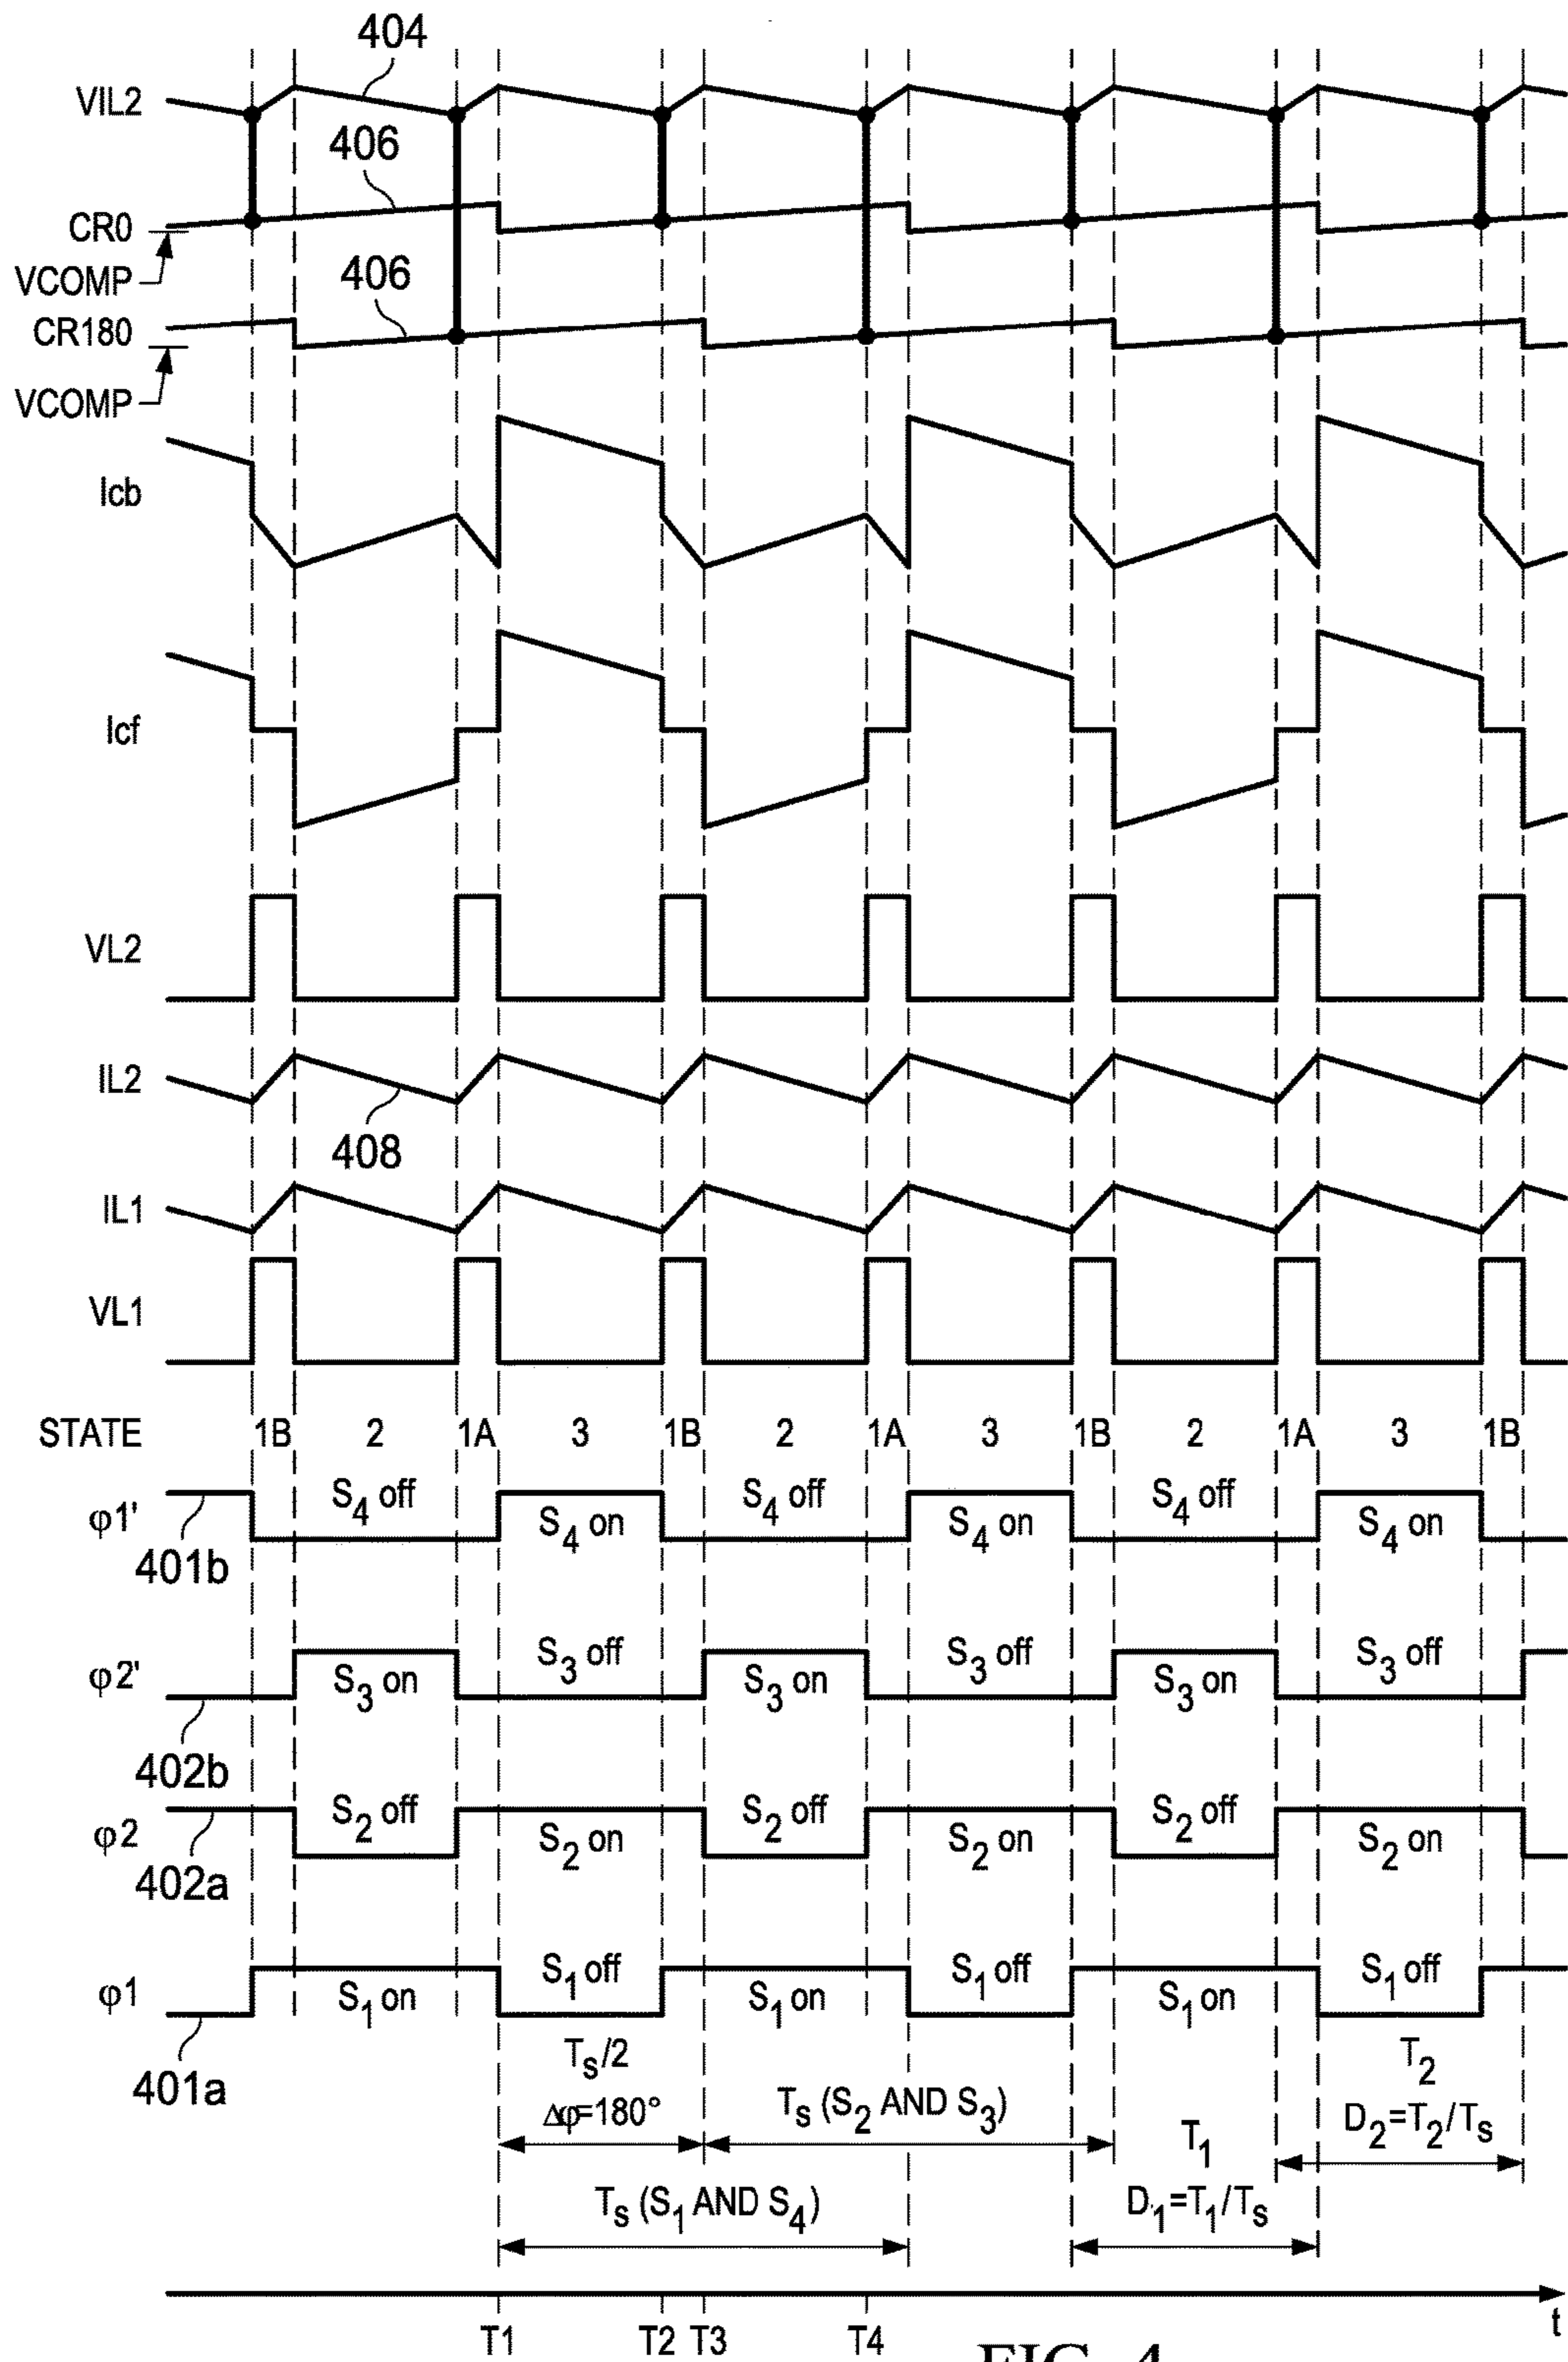 404
VIL2
406
CR0
VCOMP
406
CR180
VCOMP
Icb
Icf
VL2
IL2
408
IL1
VL1
STATE 1B 2 1A 3 1B 2 1A 3 1B 2 1A 3 1B
φ1' S4 off S4 on S4 off S4 on S4 off S4 on
401b
φ2' S3 on S3 off S3 on S3 off S3 on S3 off
402b
φ2 S2 off S2 on S2 off S2 on S2 off S2 on
402a
φ1 S1 on S1 off S1 on S1 off S1 on S1 off
401a
Ts/2
Δφ=180°
Ts (S2 AND S3)
T2
D2=T2/Ts
T1
D1=T1/Ts
Ts (S1 AND S4)
t
T1 T2 T3 T4
FIG. 4